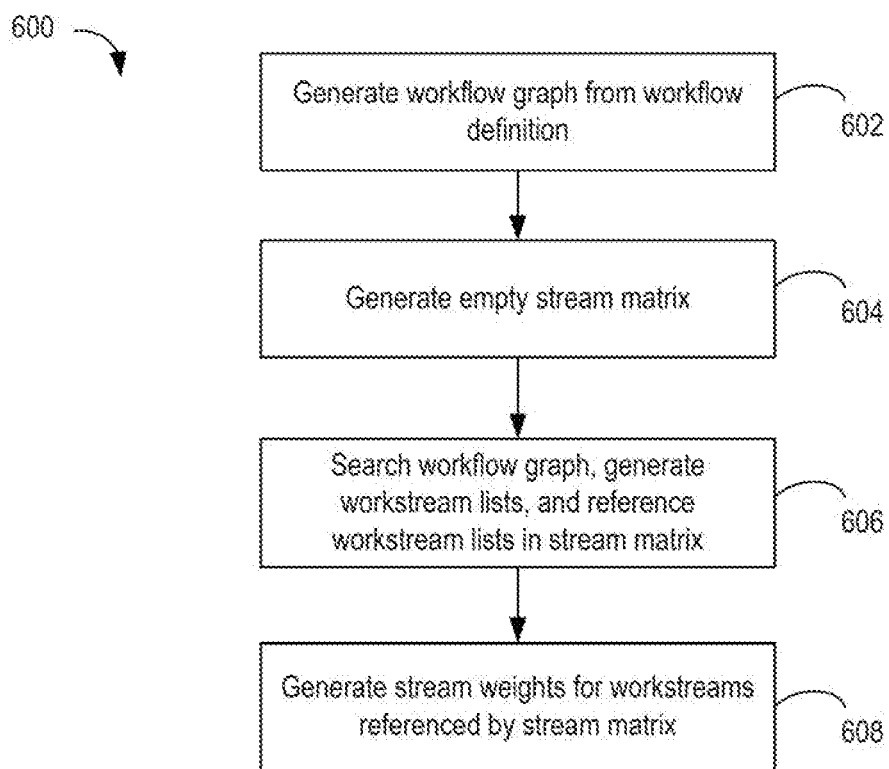 600
Generate workflow graph from workflow
definition
602
Generate empty stream matrix
604
Search workflow graph, generate
workstream lists, and reference
workstream lists in stream matrix
606
Generate stream weights for workstreams
referenced by stream matrix
608